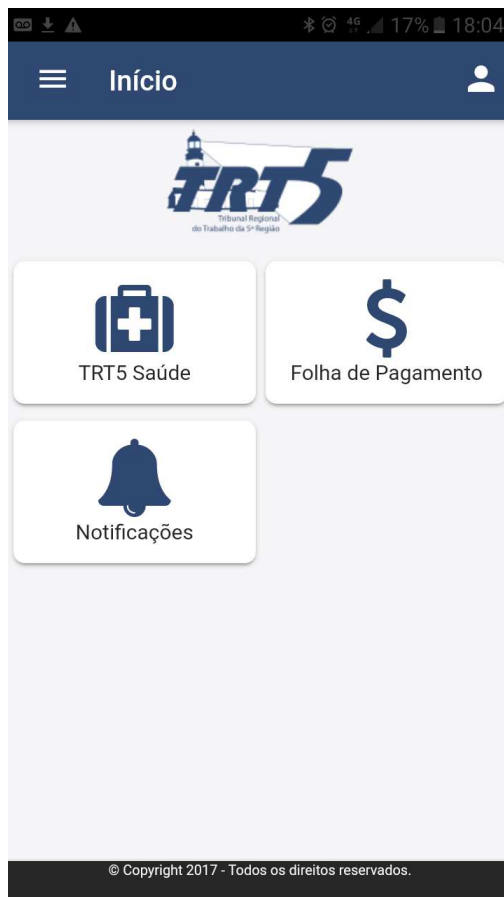 4G 17% 18:04
Início
TRT5
Tribunal Regional
do Trabalho da 5ª Região
TRT5 Saúde
Folha de Pagamento
Notificações
© Copyright 2017 - Todos os direitos reservados.